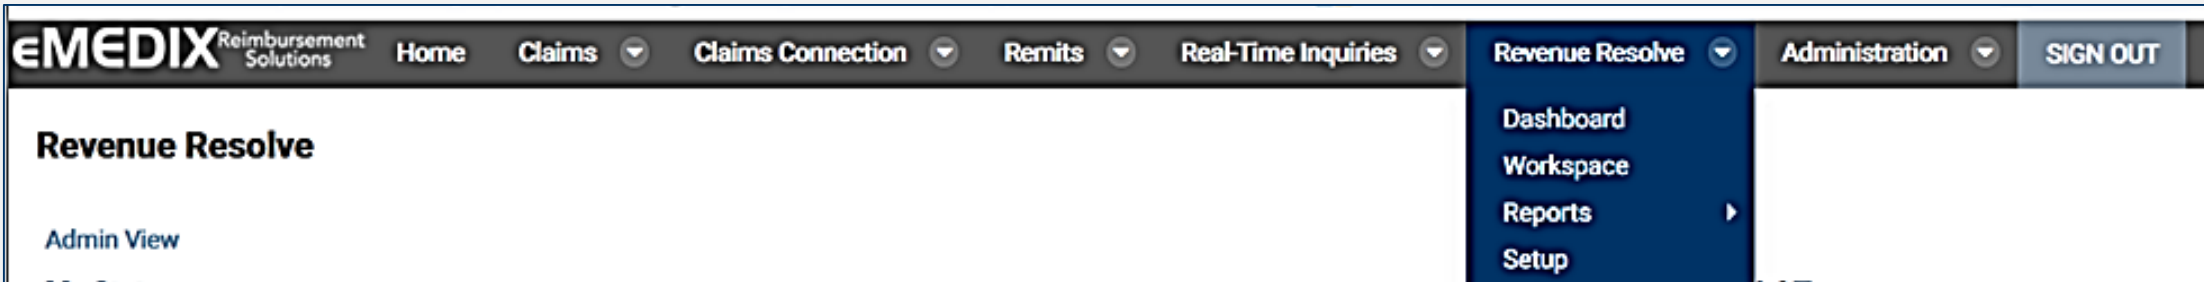 eMEDIX Reimbursement Solutions Home Claims Claims Connection Remits Real-Time Inquiries Revenue Resolve Administration SIGN OUT
Dashboard
Revenue Resolve
Workspace
Reports
Admin View
Setup